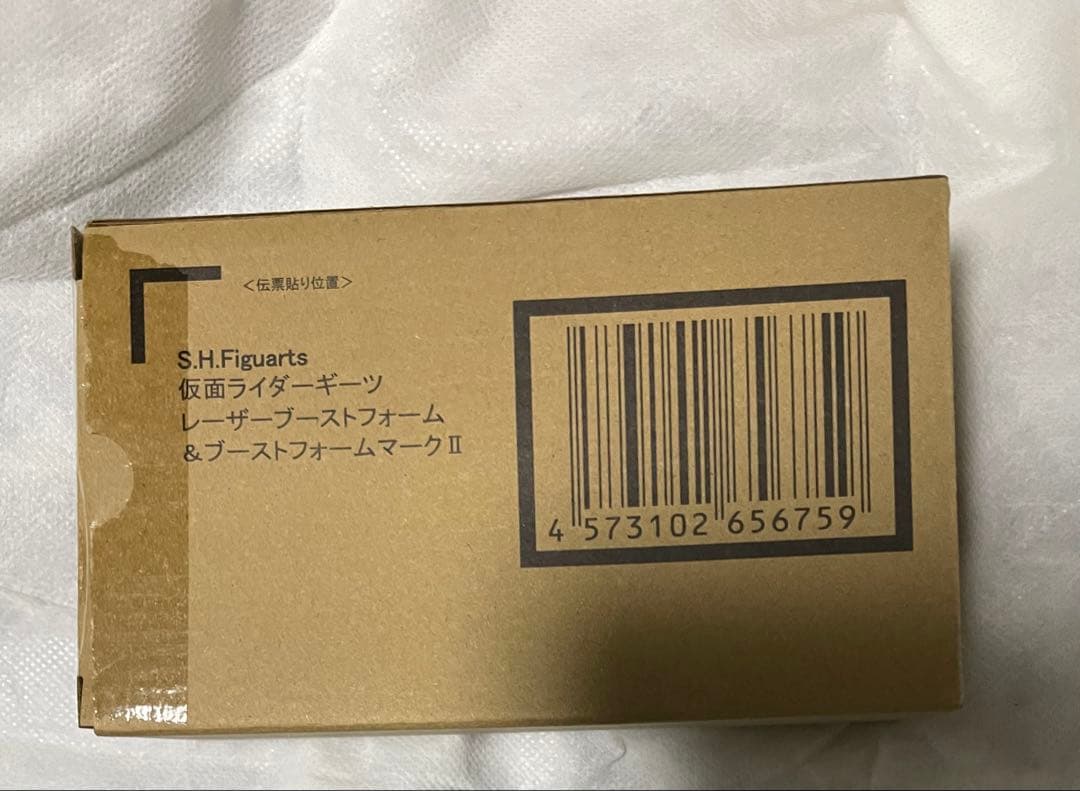 ＜伝票貼り位置＞
S.H.Figuarts
仮面ライダーギーツ
レーザーブーストフォーム
＆ブーストフォームマークⅡ
4 573102 656759